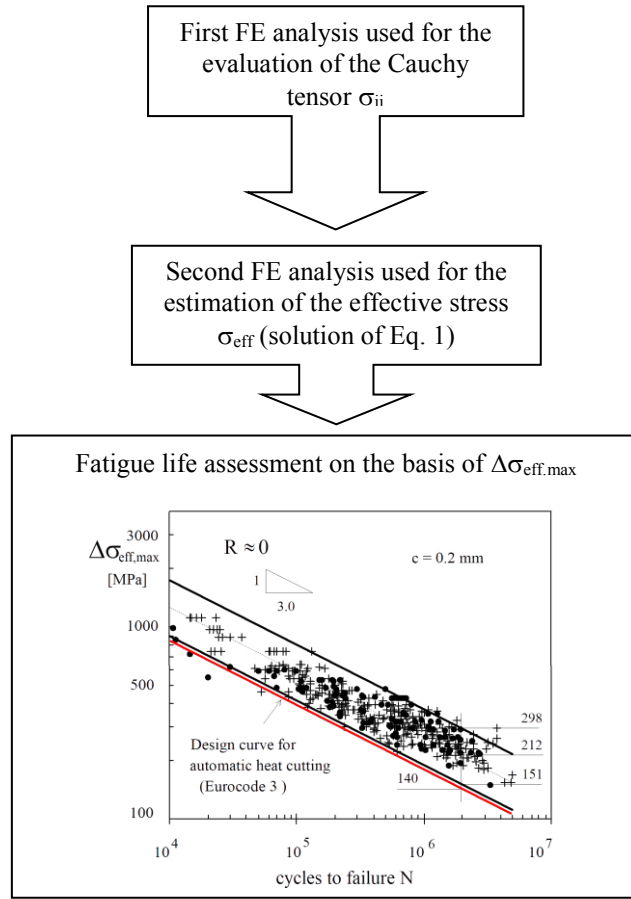 First FE analysis used for the
evaluation of the Cauchy
tensor σii
Second FE analysis used for the
estimation of the effective stress
σeff (solution of Eq. 1)
Fatigue life assessment on the basis of Δσeff.max
3000
Δσeff,max
[MPa]
R ≈ 0
c = 0.2 mm
1
3.0
1000
500
298
212
151
140
Design curve for
automatic heat cutting
(Eurocode 3 )
100
10^4
10^5
10^6
10^7
cycles to failure N